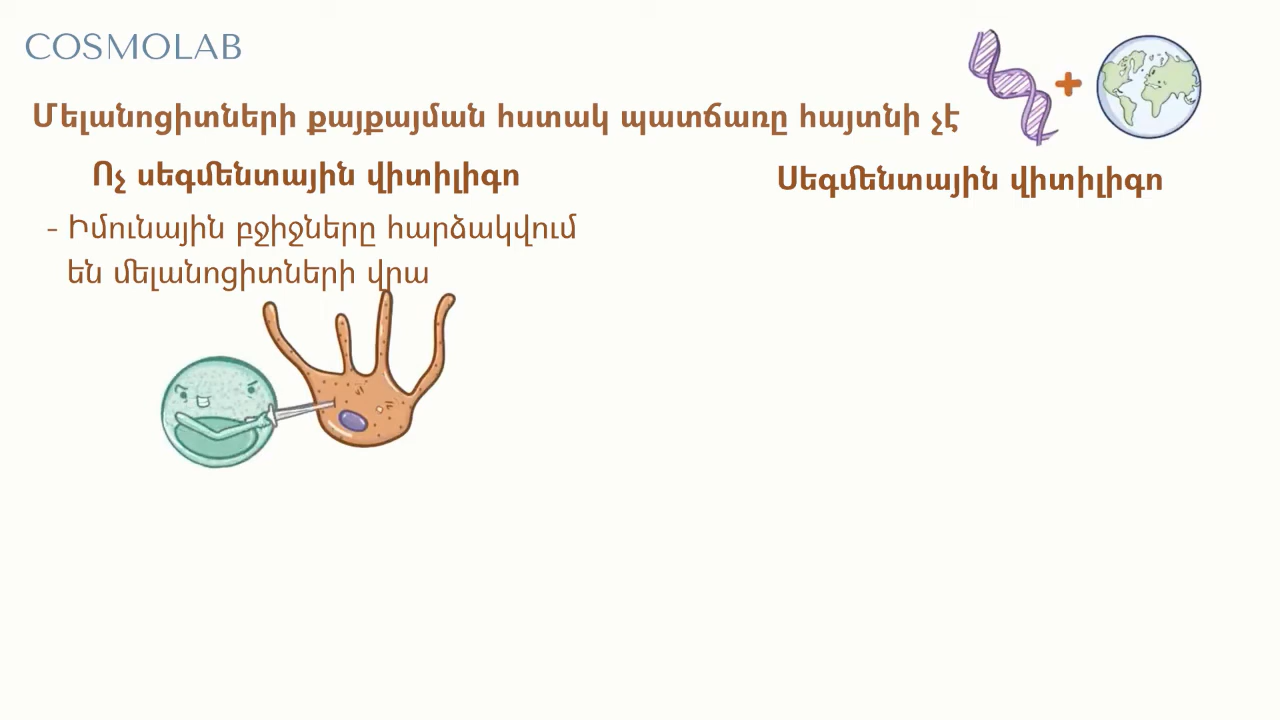 COSMOLAB
Մելանոցիտների քայքայման հստակ պատճառը հայտնի չէ
Ոչ սեգմենտային վիտիլիգո
Սեգմենտային վիտիլիգո
- Իմունային բջիջները հարձակվում
են մելանոցիտների վրա